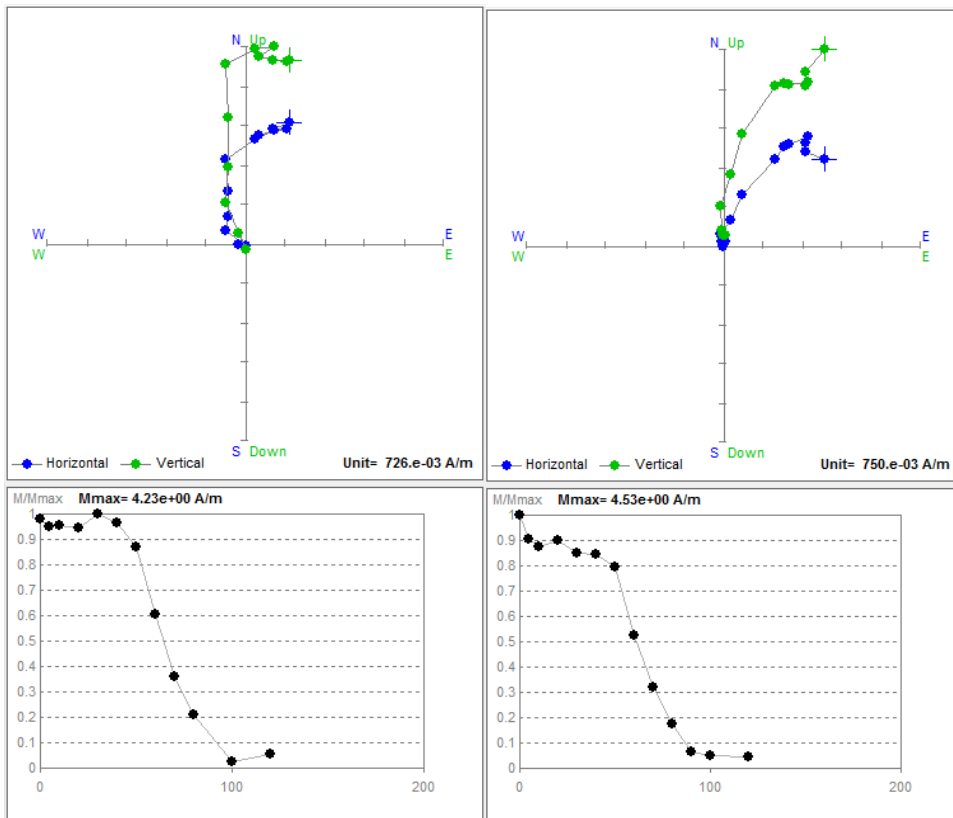 N Up
W E
W E
S Down
Horizontal Vertical Unit= 726.e-03 A/m
N Up
W E
W E
S Down
Horizontal Vertical Unit= 750.e-03 A/m
M/Mmax Mmax= 4.23e+00 A/m
1
0.9
0.8
0.7
0.6
0.5
0.4
0.3
0.2
0.1
0
0 100 200
M/Mmax Mmax= 4.53e+00 A/m
1
0.9
0.8
0.7
0.6
0.5
0.4
0.3
0.2
0.1
0
0 100 200